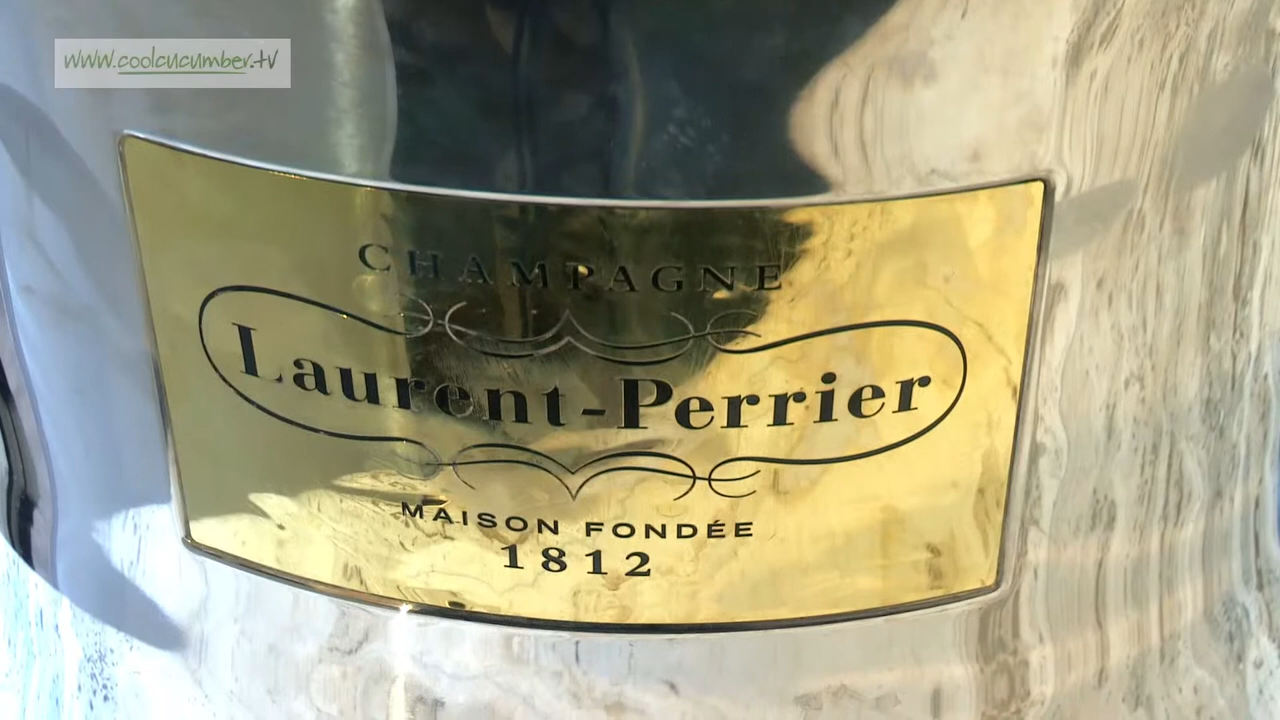 www.coolcucumber.tv
CHAMPAGNE
Laurent-Perrier
MAISON FONDÉE
1812